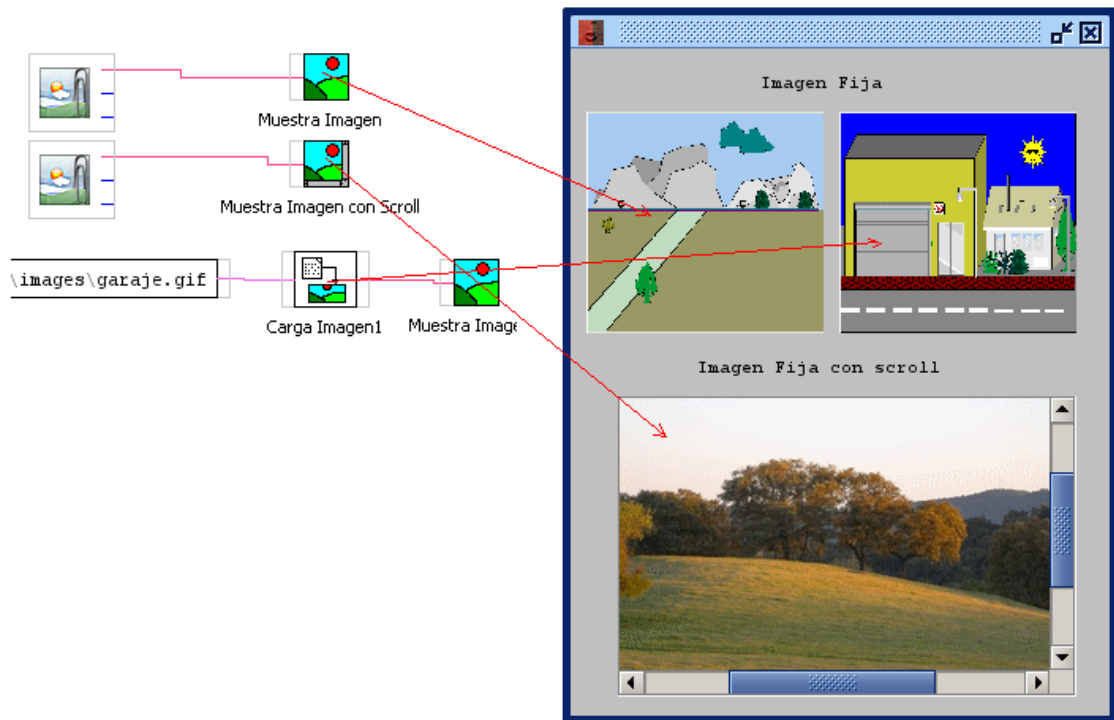 Imagen Fija
Muestra Imagen
Muestra Imagen con Scroll
\images\garaje.gif
Carga Imagen1
Muestra Image
Imagen Fija con scroll